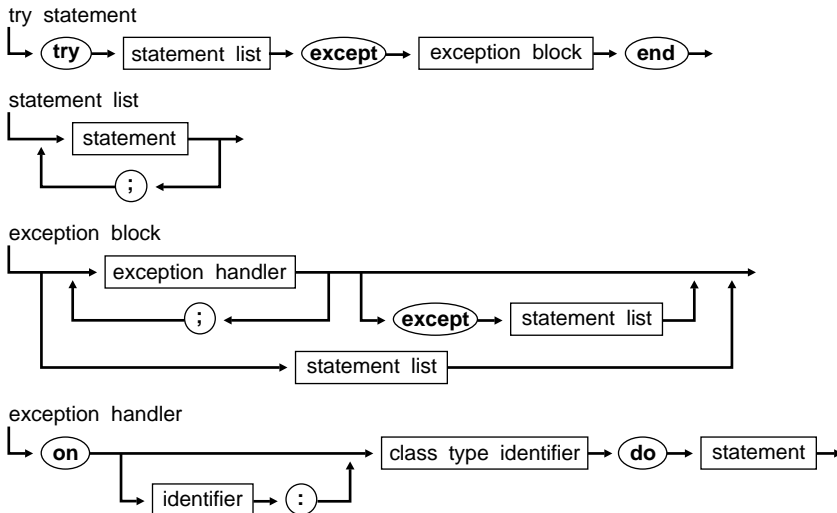 try statement
try statement list except exception block end
statement list
statement
;
exception block
exception handler
; except statement list
statement list
exception handler
on class type identifier do statement
identifier :